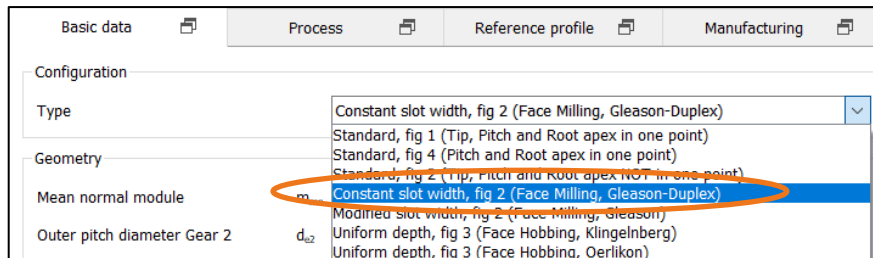 Basic data Process Reference profile Manufacturing
Configuration
Type Constant slot width, fig 2 (Face Milling, Gleason-Duplex)
Standard, fig 1 (Tip, Pitch and Root apex in one point)
Standard, fig 4 (Pitch and Root apex in one point)
Geometry
Standard, fig 2 (Tip, Pitch and Root apex NOT in one point)
Mean normal module Constant slot width, fig 2 (Face Milling, Gleason-Duplex)
Modified slot width, fig 2 (Face Milling, Gleason)
Outer pitch diameter Gear 2 de2 Uniform depth, fig 3 (Face Hobbing, Klingelnberg)
Uniform depth, fig 3 (Face Hobbing, Oerlikon)